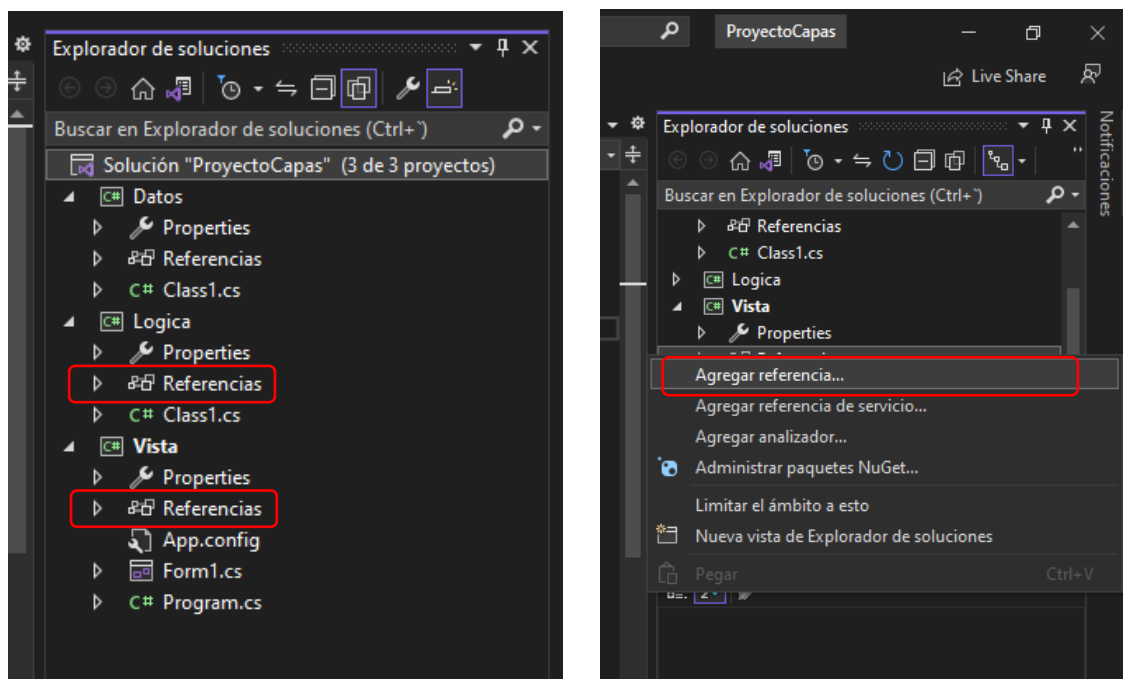 Explorador de soluciones
Buscar en Explorador de soluciones (Ctrl+`)
Solución "ProyectoCapas" (3 de 3 proyectos)
C# Datos
Properties
Referencias
C# Class1.cs
C# Logica
Properties
Referencias
C# Class1.cs
C# Vista
Properties
Referencias
App.config
Form1.cs
C# Program.cs
ProyectoCapas
Live Share
Notificaciones
Explorador de soluciones
Buscar en Explorador de soluciones (Ctrl+`)
Referencias
C# Class1.cs
C# Logica
C# Vista
Properties
Agregar referencia...
Agregar referencia de servicio...
Agregar analizador...
Administrar paquetes NuGet...
Limitar el ámbito a esto
Nueva vista de Explorador de soluciones
Pegar Ctrl+V